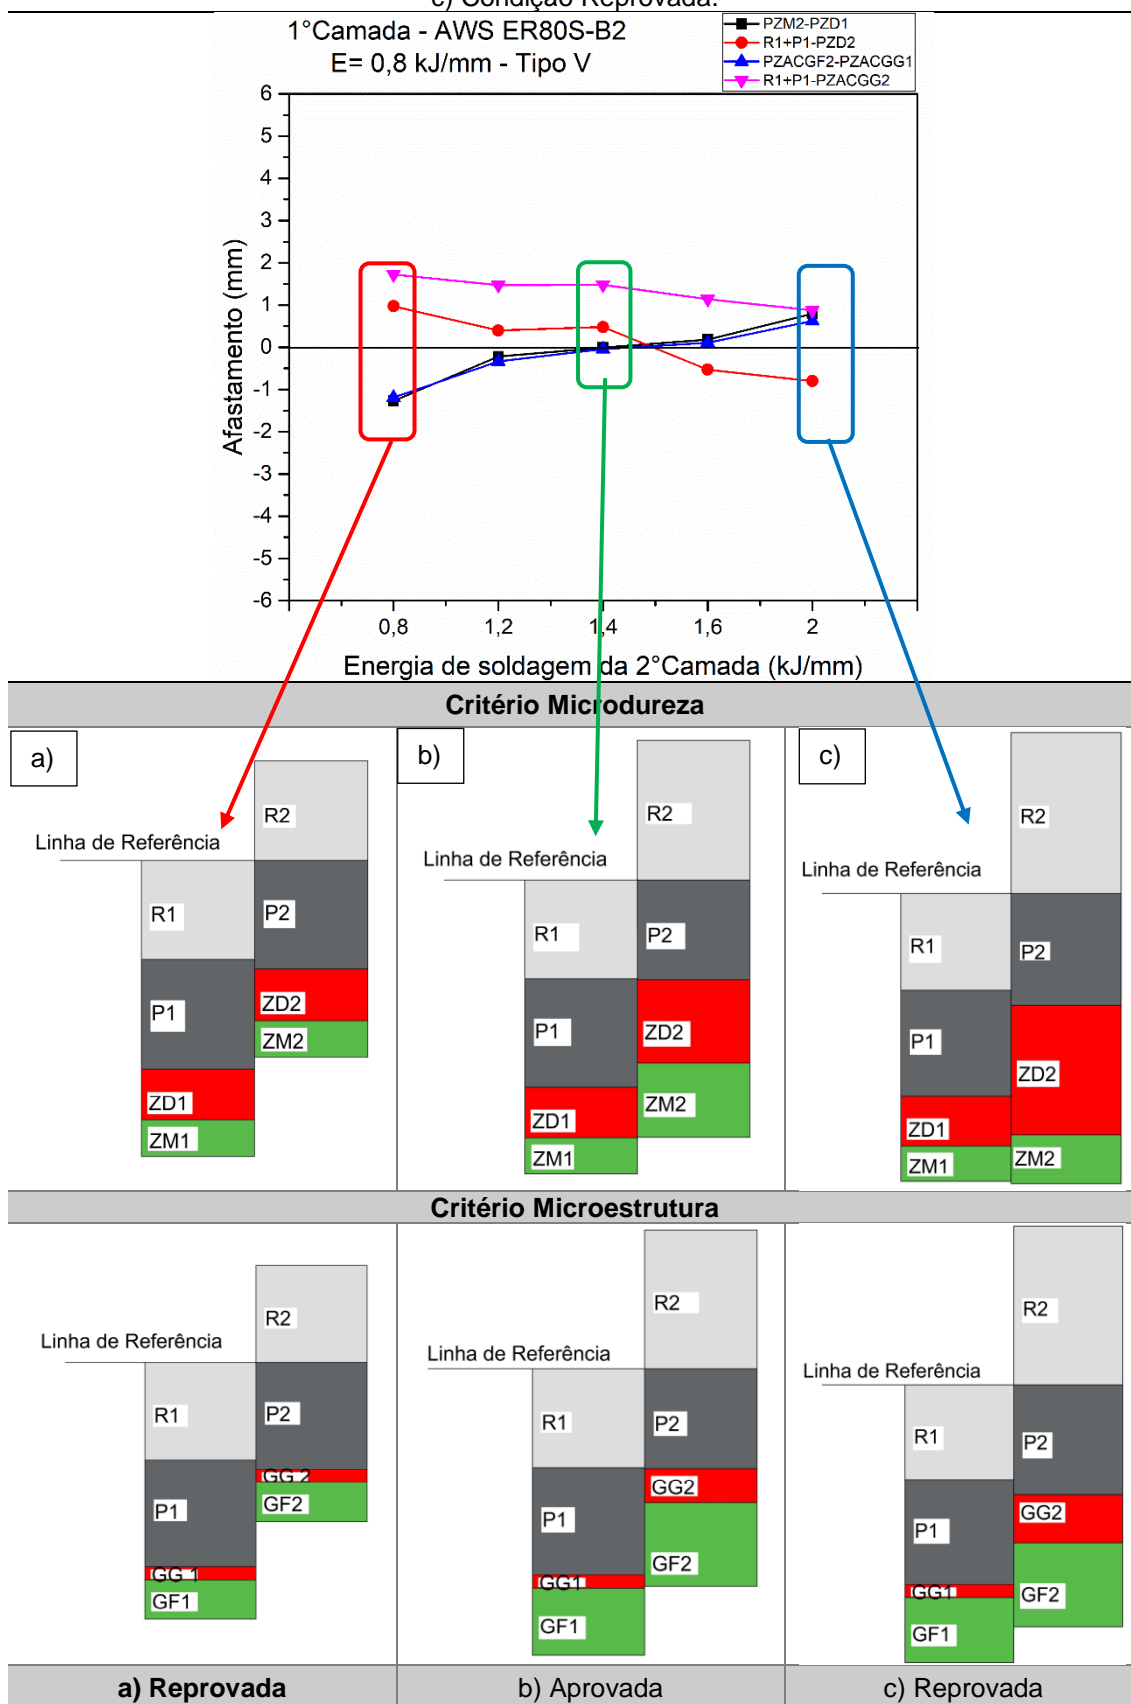 c) Condição Reprovada.
1°Camada - AWS ER80S-B2
E= 0,8 kJ/mm - Tipo V
PZM2-PZD1
R1+P1-PZD2
PZACGF2-PZACGG1
R1+P1-PZACGG2
Afastamento (mm)
6
5
4
3
2
1
0
-1
-2
-3
-4
-5
-6
0,8
1,2
1,4
1,6
2
Energia de soldagem da 2°Camada (kJ/mm)
Critério Microdureza
a)
Linha de Referência
R2
R1
P2
P1
ZD2
ZM2
ZD1
ZM1
b)
Linha de Referência
R2
R1
P2
P1
ZD2
ZM2
ZD1
ZM1
c)
Linha de Referência
R2
R1
P2
P1
ZD2
ZD1
ZM1
ZM2
Critério Microestrutura
Linha de Referência
R2
R1
P2
GG 2
GF2
P1
GG 1
GF1
Linha de Referência
R2
R1
P2
GG2
P1
GF2
GG1
GF1
Linha de Referência
R2
R1
P2
GG2
P1
GF2
GG1
GF1
a) Reprovada
b) Aprovada
c) Reprovada